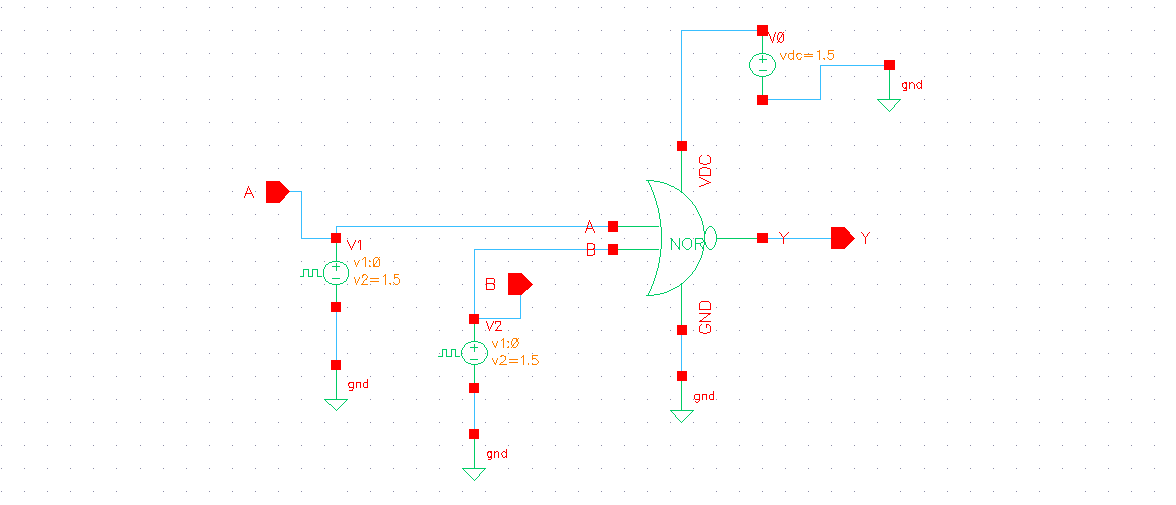 V0
vdc=1.5
gnd
VDC
A
A
V1
v1:0
v2=1.5
B
NOR
Y
Y
B
V2
v1:0
v2=1.5
GND
gnd
gnd
gnd